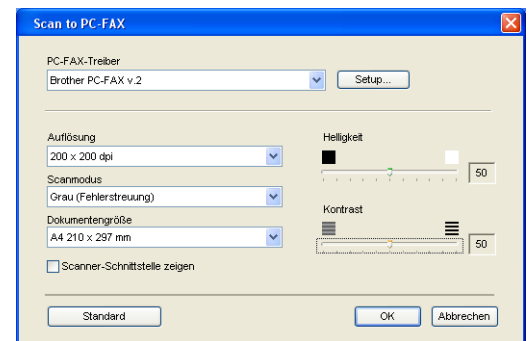 Scan to PC-FAX
PC-FAX-Treiber
Brother PC-FAX v.2
Setup...
Auflösung
200 x 200 dpi
Scanmodus
Grau (Fehlerstreuung)
Dokumentengröße
A4 210 x 297 mm
Scanner-Schnittstelle zeigen
Helligkeit
50
Kontrast
50
Standard
OK
Abbrechen